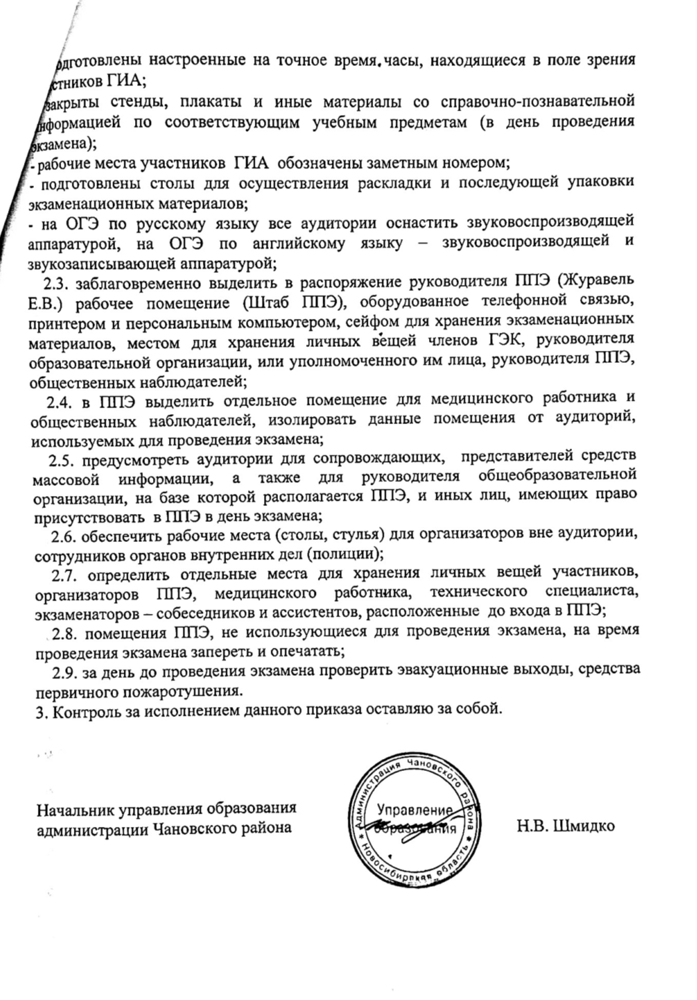 одготовлены настроенные на точное время.часы, находящиеся в поле зрения
стников ГИА;
закрыты стенды, плакаты и иные материалы со справочно-познавательной
нформацией по соответствующим учебным предметам (в день проведения
экзамена);
- рабочие места участников ГИА обозначены заметным номером;
- подготовлены столы для осуществления раскладки и последующей упаковки
экзаменационных материалов;
- на ОГЭ по русскому языку все аудитории оснастить звуковоспроизводящей
аппаратурой, на ОГЭ по английскому языку – звуковоспроизводящей и
звукозаписывающей аппаратурой;
2.3. заблаговременно выделить в распоряжение руководителя ППЭ (Журавель
Е.В.) рабочее помещение (Штаб ППЭ), оборудованное телефонной связью,
принтером и персональным компьютером, сейфом для хранения экзаменационных
материалов, местом для хранения личных вещей членов ГЭК, руководителя
образовательной организации, или уполномоченного им лица, руководителя ППЭ,
общественных наблюдателей;
2.4. в ППЭ выделить отдельное помещение для медицинского работника и
общественных наблюдателей, изолировать данные помещения от аудиторий,
используемых для проведения экзамена;
2.5. предусмотреть аудитории для сопровождающих, представителей средств
массовой информации, а также для руководителя общеобразовательной
организации, на базе которой располагается ППЭ, и иных лиц, имеющих право
присутствовать в ППЭ в день экзамена;
2.6. обеспечить рабочие места (столы, стулья) для организаторов вне аудитории,
сотрудников органов внутренних дел (полиции);
2.7. определить отдельные места для хранения личных вещей участников,
организаторов ППЭ, медицинского работника, технического специалиста,
экзаменаторов – собеседников и ассистентов, расположенные до входа в ППЭ;
2.8. помещения ППЭ, не использующиеся для проведения экзамена, на время
проведения экзамена запереть и опечатать;
2.9. за день до проведения экзамена проверить эвакуационные выходы, средства
первичного пожаротушения.
3. Контроль за исполнением данного приказа оставляю за собой.
Начальник управления образования
администрации Чановского района
Администрация Чановского района
* Новосибирская область *
Управление
образования
Н.В. Шмидко